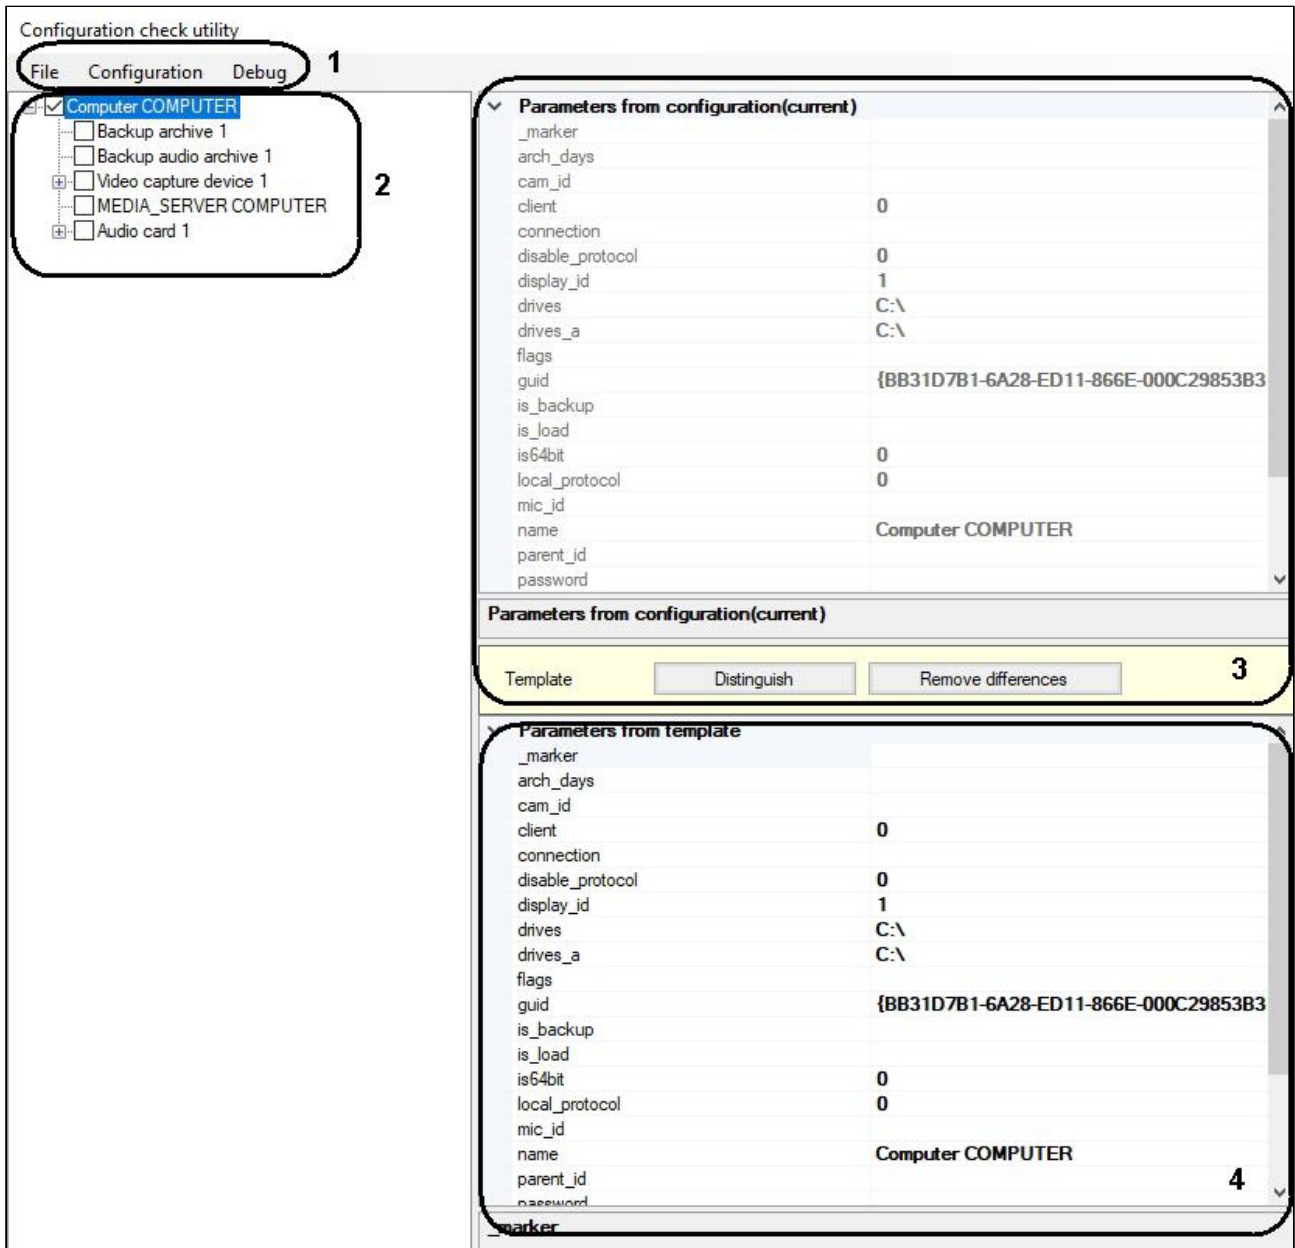 Configuration check utility
File Configuration Debug 1
Computer COMPUTER
Backup archive 1
Backup audio archive 1
Video capture device 1
MEDIA_SERVER COMPUTER
Audio card 1
2
Parameters from configuration(current)
_marker
arch_days
cam_id
client 0
connection
disable_protocol 0
display_id 1
drives C:\
drives_a C:\
flags
guid {BB31D7B1-6A28-ED11-866E-000C29853B3
is_backup
is_load
is64bit 0
local_protocol 0
mic_id
name Computer COMPUTER
parent_id
password
Parameters from configuration(current)
Template Distinguish Remove differences 3
Parameters from template
_marker
arch_days
cam_id
client 0
connection
disable_protocol 0
display_id 1
drives C:\
drives_a C:\
flags
guid {BB31D7B1-6A28-ED11-866E-000C29853B3
is_backup
is_load
is64bit 0
local_protocol 0
mic_id
name Computer COMPUTER
parent_id 4
password
_marker